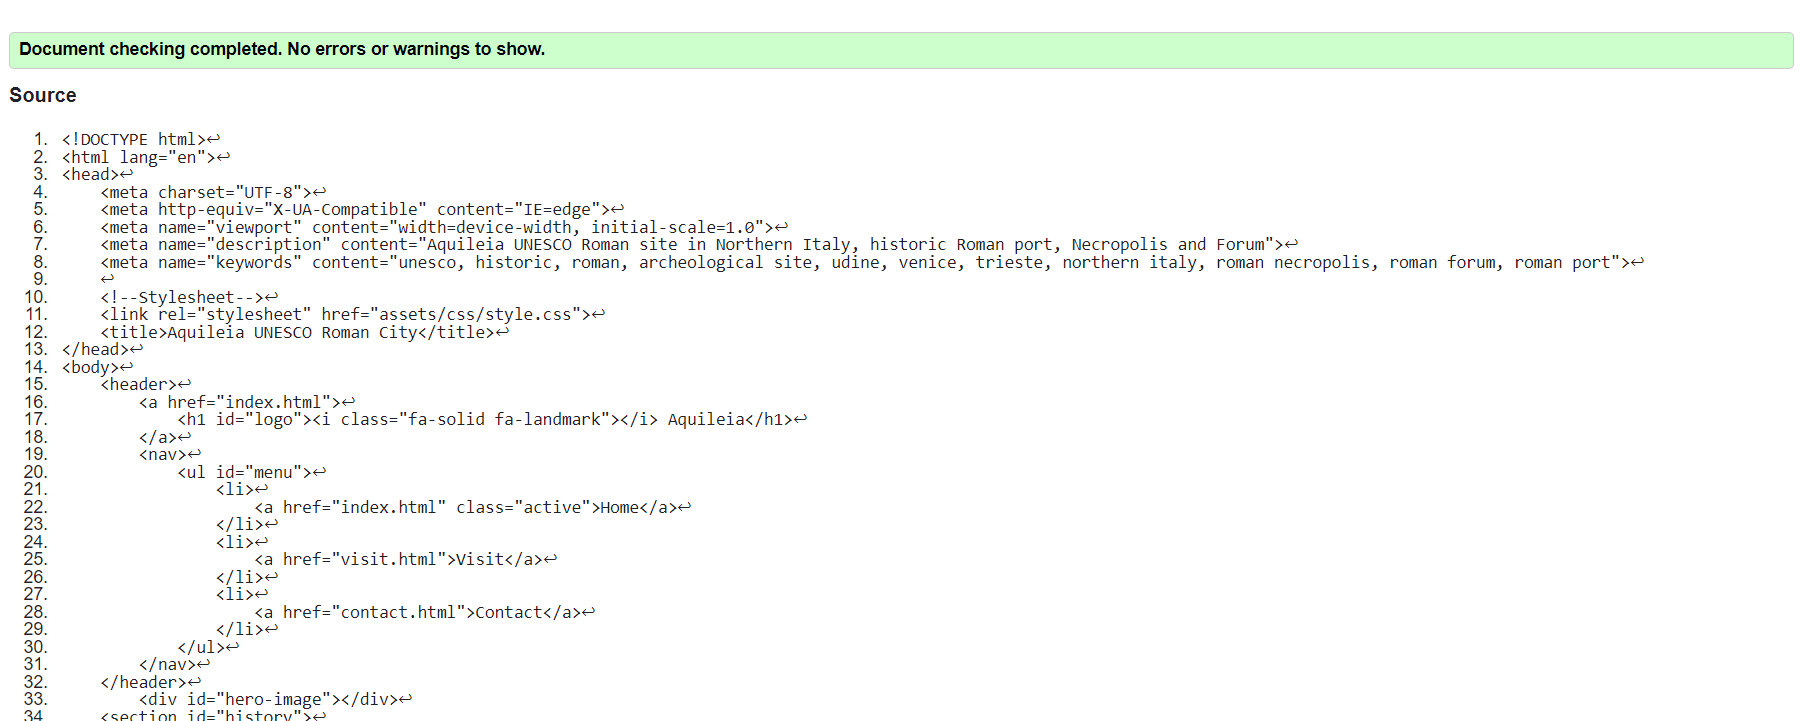 Document checking completed. No errors or warnings to show.
Source
1. <!DOCTYPE html>↩
2. <html lang="en">↩
3. <head>↩
4.     <meta charset="UTF-8">↩
5.     <meta http-equiv="X-UA-Compatible" content="IE=edge">↩
6.     <meta name="viewport" content="width=device-width, initial-scale=1.0">↩
7.     <meta name="description" content="Aquileia UNESCO Roman site in Northern Italy, historic Roman port, Necropolis and Forum">↩
8.     <meta name="keywords" content="unesco, historic, roman, archeological site, udine, venice, trieste, northern italy, roman necropolis, roman forum, roman port">↩
9.     ↩
10.     <!--Stylesheet-->↩
11.     <link rel="stylesheet" href="assets/css/style.css">↩
12.     <title>Aquileia UNESCO Roman City</title>↩
13. </head>↩
14. <body>↩
15.     <header>↩
16.         <a href="index.html">↩
17.             <h1 id="logo"><i class="fa-solid fa-landmark"></i> Aquileia</h1>↩
18.         </a>↩
19.         <nav>↩
20.             <ul id="menu">↩
21.                 <li>↩
22.                     <a href="index.html" class="active">Home</a>↩
23.                 </li>↩
24.                 <li>↩
25.                     <a href="visit.html">Visit</a>↩
26.                 </li>↩
27.                 <li>↩
28.                     <a href="contact.html">Contact</a>↩
29.                 </li>↩
30.             </ul>↩
31.         </nav>↩
32.     </header>↩
33.         <div id="hero-image"></div>↩
34.     <section id="history">↩